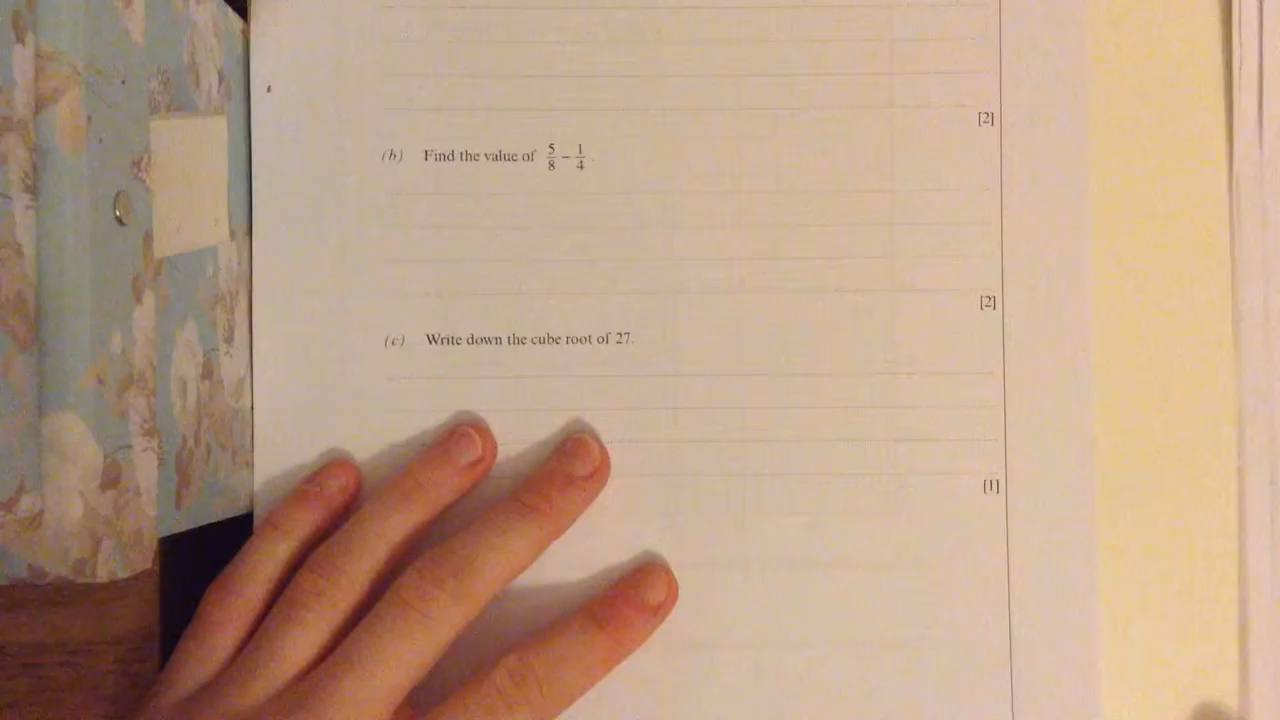 [2]
(b) Find the value of 5/8 − 1/4 .
[2]
(c) Write down the cube root of 27.
[1]